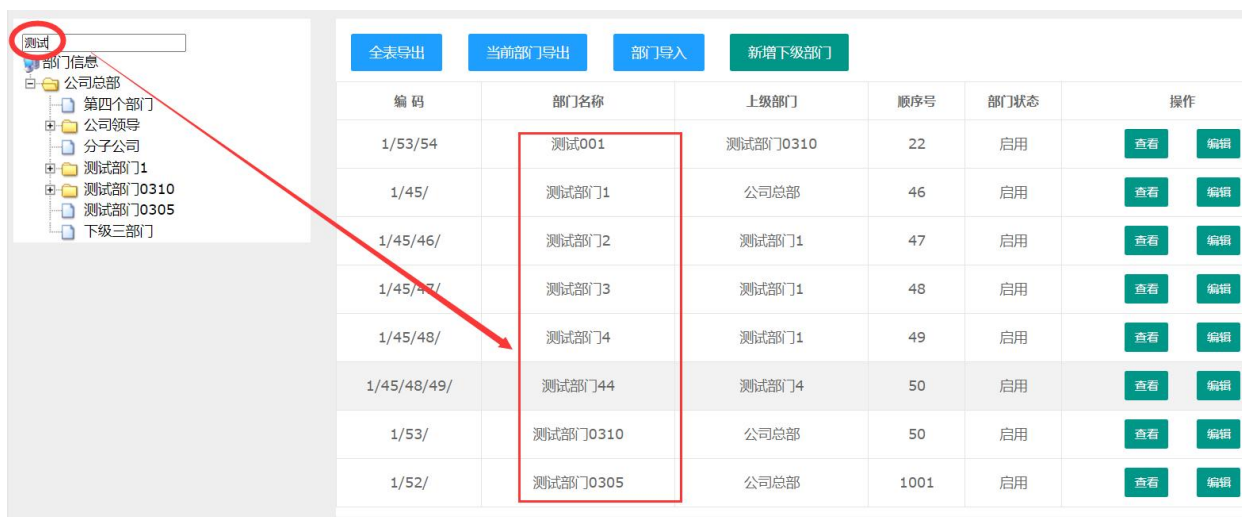 测试
部门信息
公司总部
第四个部门
公司领导
分子公司
测试部门1
测试部门0310
测试部门0305
下级三部门
全表导出 当前部门导出 部门导入 新增下级部门
编 码 部门名称 上级部门 顺序号 部门状态 操作
1/53/54 测试001 测试部门0310 22 启用 查看 编辑
1/45/ 测试部门1 公司总部 46 启用 查看 编辑
1/45/46/ 测试部门2 测试部门1 47 启用 查看 编辑
1/45/47/ 测试部门3 测试部门1 48 启用 查看 编辑
1/45/48/ 测试部门4 测试部门1 49 启用 查看 编辑
1/45/48/49/ 测试部门44 测试部门4 50 启用 查看 编辑
1/53/ 测试部门0310 公司总部 50 启用 查看 编辑
1/52/ 测试部门0305 公司总部 1001 启用 查看 编辑